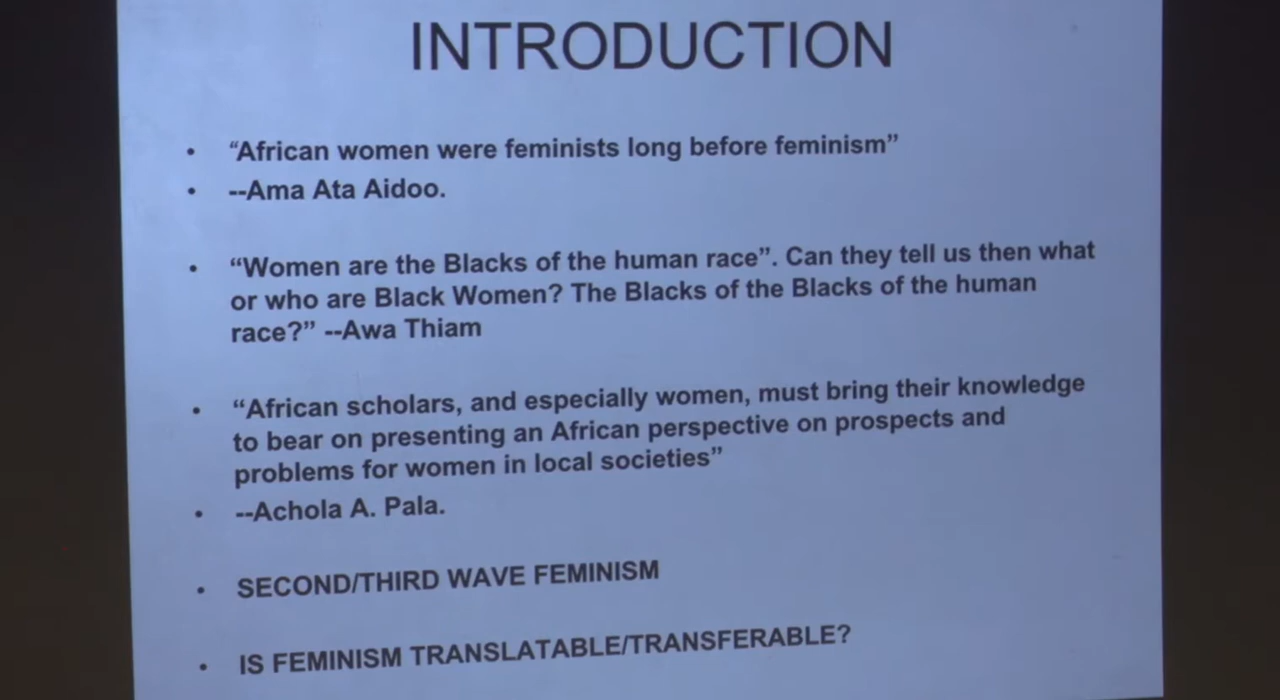 INTRODUCTION
• “African women were feminists long before feminism”
• --Ama Ata Aidoo.
• “Women are the Blacks of the human race”. Can they tell us then what
or who are Black Women? The Blacks of the Blacks of the human
race?” --Awa Thiam
• “African scholars, and especially women, must bring their knowledge
to bear on presenting an African perspective on prospects and
problems for women in local societies”
• --Achola A. Pala.
• SECOND/THIRD WAVE FEMINISM
• IS FEMINISM TRANSLATABLE/TRANSFERABLE?